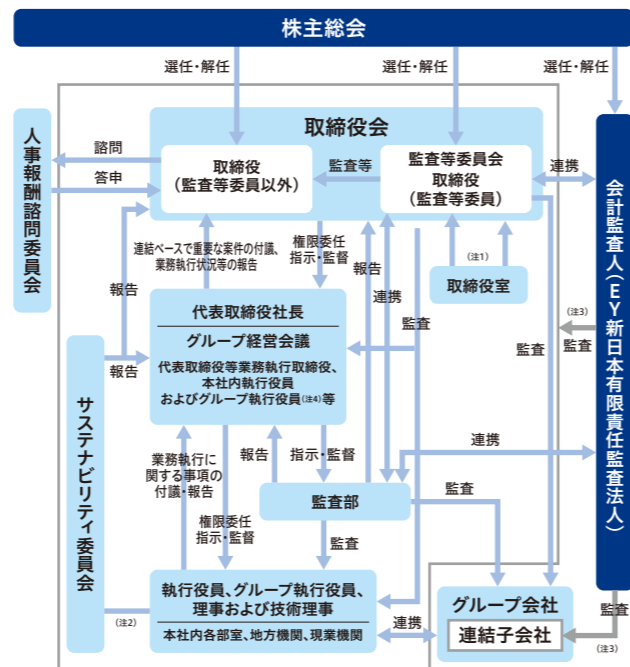 株主総会
選任・解任
選任・解任
選任・解任
人事報酬諮問委員会
諮問
答申
取締役会
取締役
(監査等委員以外)
監査等
監査等委員会
取締役
(監査等委員)
連携
会計監査人(EY新日本有限責任監査法人)
連結ベースで重要な案件の付議、
業務執行状況等の報告
権限委任
指示・監督
報告
連携
(注1)
取締役室
報告
監査
監査
(注3)
監査
代表取締役社長
グループ経営会議
代表取締役等業務執行取締役、
本社内執行役員
およびグループ執行役員(注4)等
報告
サステナビリティ委員会
業務執行に
関する事項の
付議・報告
報告
指示・監督
連携
監査部
監査
権限委任
指示・監督
監査
執行役員、グループ執行役員、
理事および技術理事
本社内各部室、地方機関、現業機関
(注2)
連携
グループ会社
連結子会社
監査
(注3)